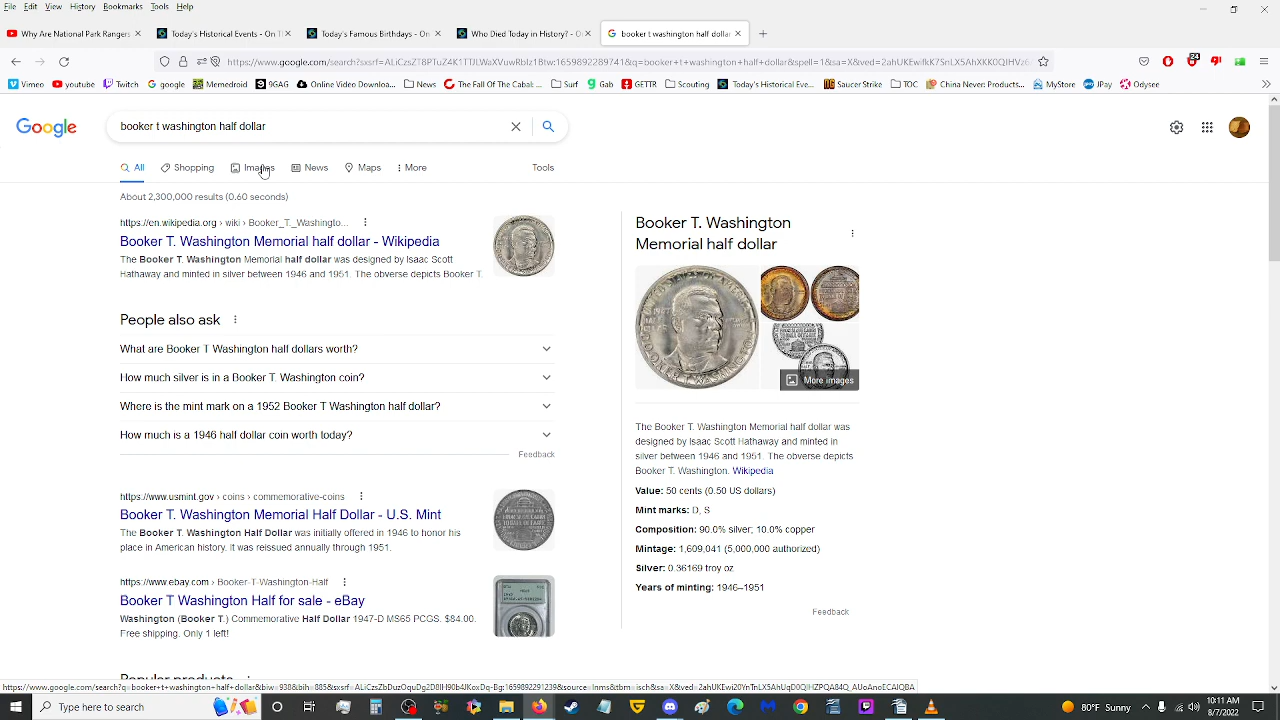 File Edit View History Bookmarks Tools Help
Why Are National Park Rangers
Today's Historical Events - On T
Today's Famous Birthdays - On
Who Died Today in History? - O
booker t washington half dollar
Vimeo youtube Twitch google Memedroid 9GAG Online Video Downloa... News The Fall Of The Cabal ... Surf Gab GETTR Scouting Today's Historical Eve... Saucer Strike TOC China Never Products... MyStore JPay Odysee
Google
booker t washington half dollar
All Shopping Images News Maps More Tools
About 2,300,000 results (0.60 seconds)
https://en.wikipedia.org › wiki › Booker_T._Washingto...
Booker T. Washington Memorial half dollar - Wikipedia
The Booker T. Washington Memorial half dollar was designed by Isaac Scott
Hathaway and minted in silver between 1946 and 1951. The obverse depicts Booker T.
People also ask
What are Booker T Washington half dollars worth?
How much silver is in a Booker T. Washington coin?
Where is the mint mark on a 1952 Booker T Washington half dollar?
How much is a 1946 half dollar coin worth today?
Feedback
https://www.usmint.gov › coins › commemorative-coins
Booker T. Washington Memorial Half Dollar - U.S. Mint
The Booker T. Washington Half Dollar was initially offered in 1946 to honor his
place in American history. It was reissued annually through 1951.
https://www.ebay.com › Booker-T-Washington-Half
Booker T Washington Half for sale - eBay
Washington (Booker T.) Commemorative Half Dollar 1947-D MS65 PCGS. $84.00.
Free shipping. Only 1 left!
Booker T. Washington
Memorial half dollar
More images
The Booker T. Washington Memorial half dollar was
designed by Isaac Scott Hathaway and minted in
silver between 1946 and 1951. The obverse depicts
Booker T. Washington. Wikipedia
Value: 50 cents (0.50 US dollars)
Mint marks: D, S
Composition: 90.0% silver; 10.0% copper
Mintage: 1,609,041 (5,000,000 authorized)
Silver: 0.36169 troy oz
Years of minting: 1946–1951
Feedback
Popular products
Type here to search
80°F Sunny
10:11 AM
8/7/2022